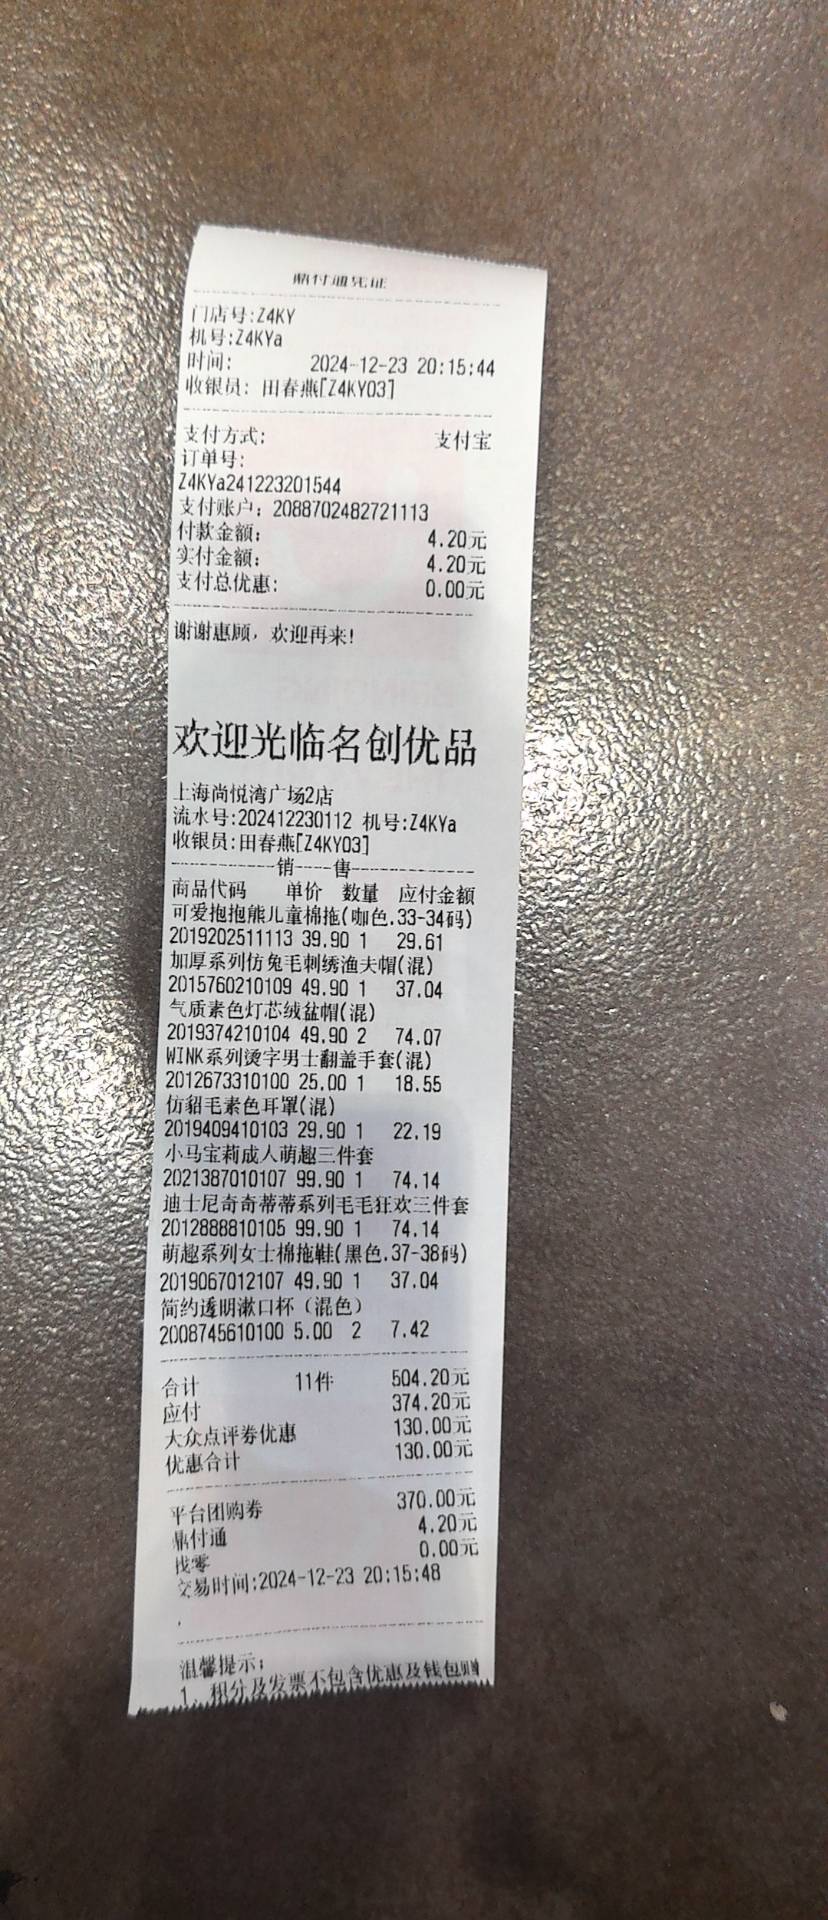 鼎付通凭证
门店号:Z4KY
机号:Z4KYa
时间: 2024-12-23 20:15:44
收银员: 田春燕[Z4KY03]
支付方式: 支付宝
订单号:
Z4KYa241223201544
支付账户: 2088702482721113
付款金额: 4.20元
实付金额: 4.20元
支付总优惠: 0.00元
谢谢惠顾，欢迎再来!
欢迎光临名创优品
上海尚悦湾广场2店
流水号:202412230112 机号:Z4KYa
收银员:田春燕[Z4KY03]
------------销----售------------
商品代码 单价 数量 应付金额
可爱抱抱熊儿童棉拖(咖色.33-34码)
2019202511113 39.90 1 29.61
加厚系列仿兔毛刺绣渔夫帽(混)
2015760210109 49.90 1 37.04
气质素色灯芯绒盆帽(混)
2019374210104 49.90 2 74.07
WINK系列烫字男士翻盖手套(混)
2012673310100 25.00 1 18.55
仿貂毛素色耳罩(混)
2019409410103 29.90 1 22.19
小马宝莉成人萌趣三件套
2021387010107 99.90 1 74.14
迪士尼奇奇蒂蒂系列毛毛狂欢三件套
2012888810105 99.90 1 74.14
萌趣系列女士棉拖鞋(黑色.37-38码)
2019067012107 49.90 1 37.04
简约透明漱口杯（混色）
2008745610100 5.00 2 7.42
合计 11件 504.20元
应付 374.20元
大众点评券优惠 130.00元
优惠合计 130.00元
平台团购券 370.00元
鼎付通 4.20元
找零 0.00元
交易时间:2024-12-23 20:15:48
,
温馨提示:
1、积分及发票不包含优惠及钱包赠